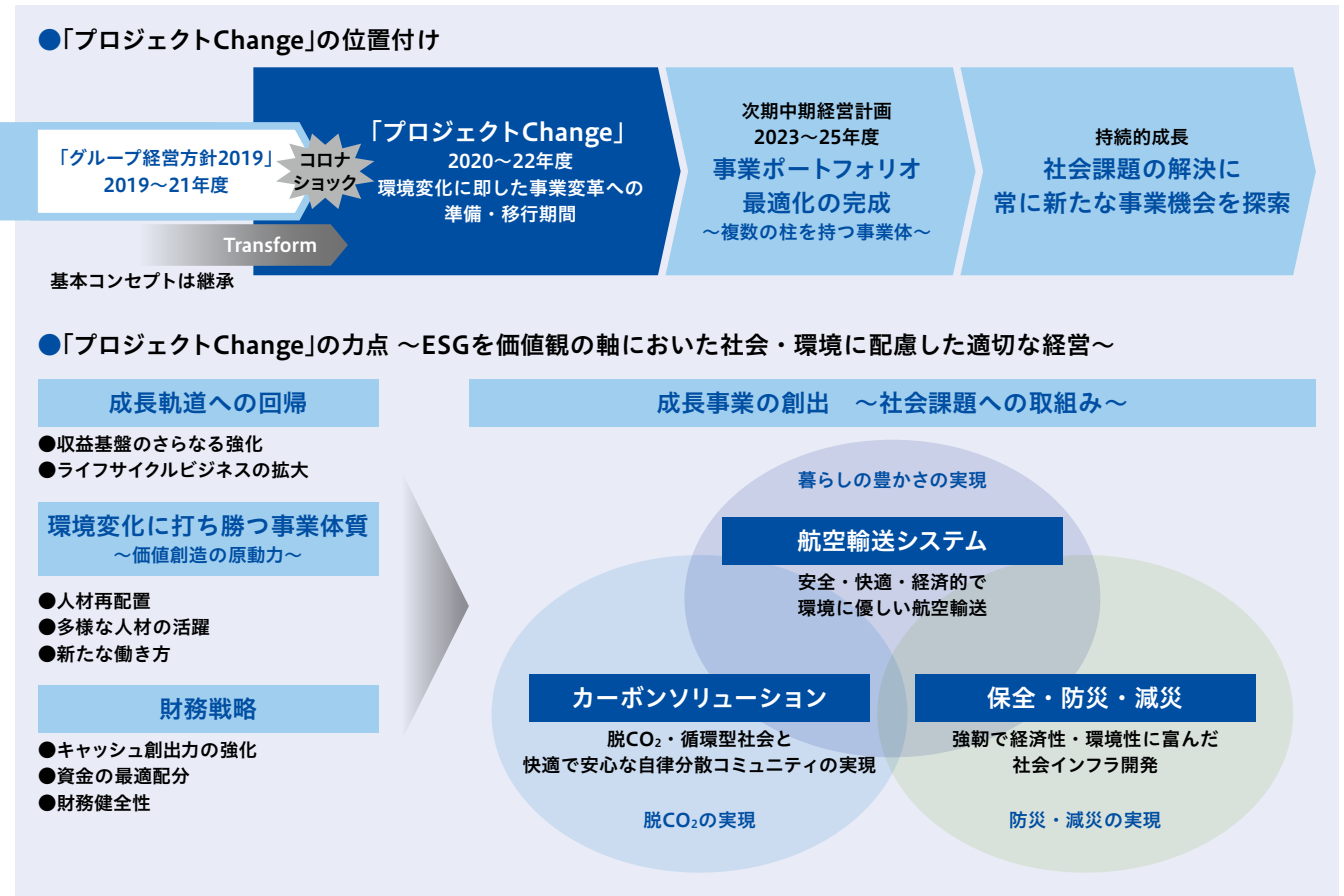 ●「プロジェクトChange」の位置付け
「グループ経営方針2019」
2019～21年度
コロナ
ショック
Transform
基本コンセプトは継承
「プロジェクトChange」
2020～22年度
環境変化に即した事業変革への
準備・移行期間
次期中期経営計画
2023～25年度
事業ポートフォリオ
最適化の完成
～複数の柱を持つ事業体～
持続的成長
社会課題の解決に
常に新たな事業機会を探索
●「プロジェクトChange」の力点 ～ESGを価値観の軸においた社会・環境に配慮した適切な経営～
成長軌道への回帰
●収益基盤のさらなる強化
●ライフサイクルビジネスの拡大
環境変化に打ち勝つ事業体質
～価値創造の原動力～
●人材再配置
●多様な人材の活躍
●新たな働き方
財務戦略
●キャッシュ創出力の強化
●資金の最適配分
●財務健全性
成長事業の創出　～社会課題への取組み～
暮らしの豊かさの実現
航空輸送システム
安全・快適・経済的で
環境に優しい航空輸送
カーボンソリューション
脱CO₂・循環型社会と
快適で安心な自律分散コミュニティの実現
脱CO₂の実現
保全・防災・減災
強靭で経済性・環境性に富んだ
社会インフラ開発
防災・減災の実現